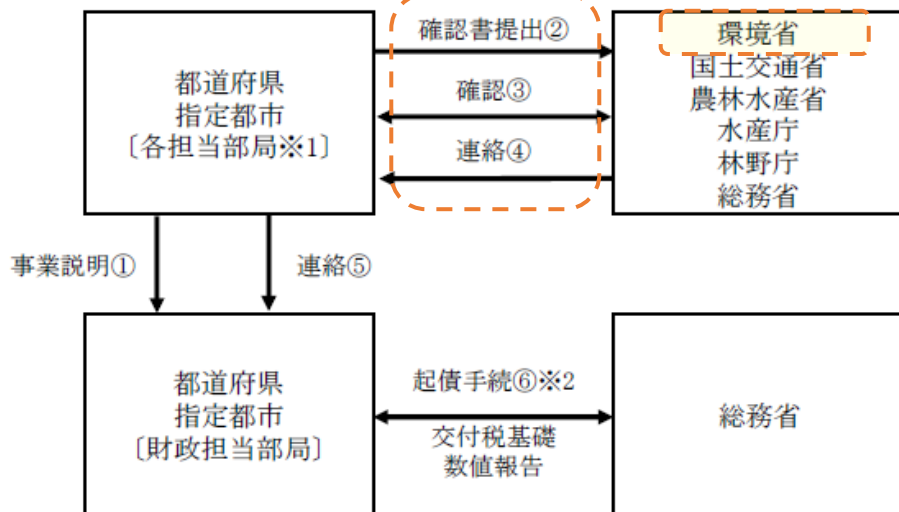 都道府県
指定都市
〔各担当部局※1〕
確認書提出②
確認③
連絡④
環境省
国土交通省
農林水産省
水産庁
林野庁
総務省
事業説明①
連絡⑤
都道府県
指定都市
〔財政担当部局〕
起債手続⑥※2
交付税基礎
数値報告
総務省